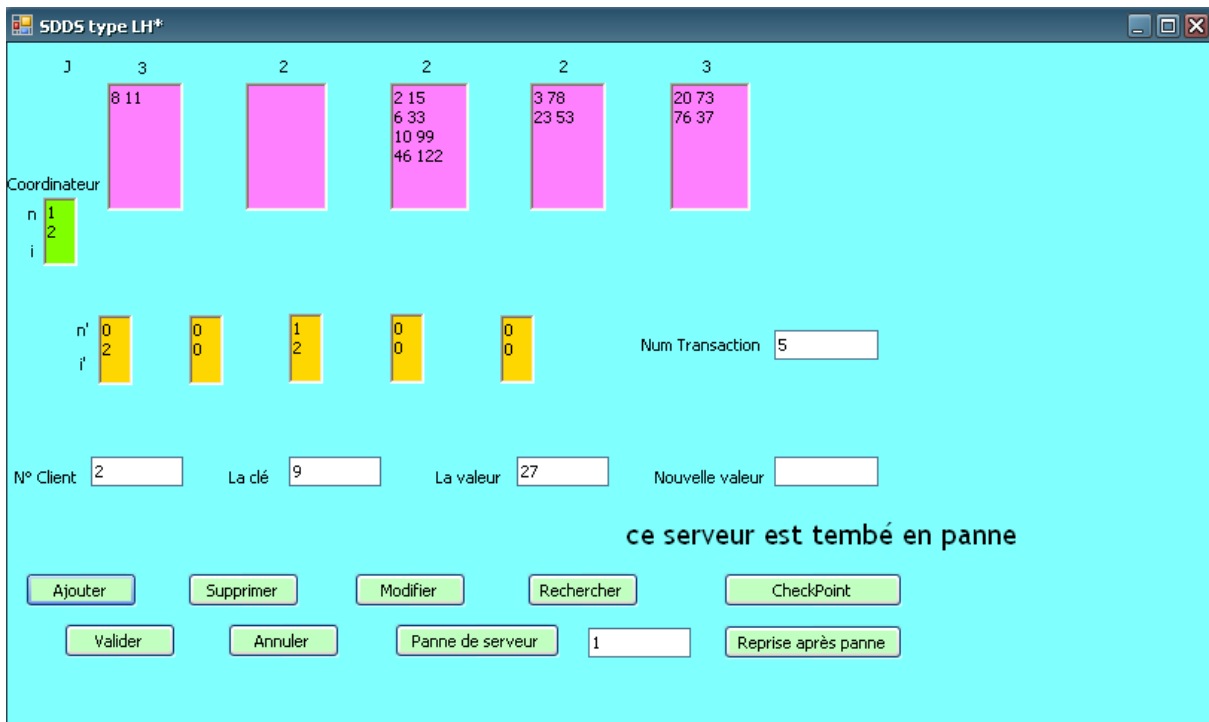 SDDS type LH*
J 3 2 2 2 3
8 11 2 15 3 78 20 73
6 33 23 53 76 37
10 99
46 122
Coordinateur
n 1
2
i
n' 0 0 1 0 0
2 0 2 0 0
i'
Num Transaction 5
N° Client 2 La clé 9 La valeur 27 Nouvelle valeur
ce serveur est tembé en panne
Ajouter Supprimer Modifier Rechercher CheckPoint
Valider Annuler Panne de serveur 1 Reprise après panne